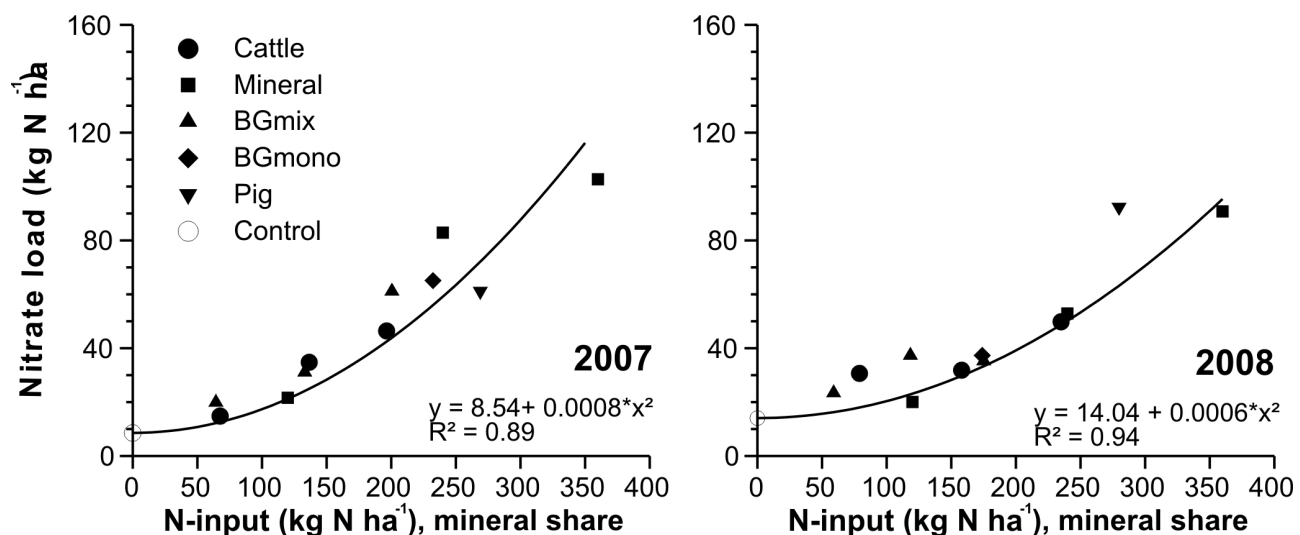 Nitrate load (kg N ha⁻¹)
160
120
80
40
0
Cattle
Mineral
BGmix
BGmono
Pig
Control
2007
y = 8.54+ 0.0008*x²
R² = 0.89
0 50 100 150 200 250 300 350 400
N-input (kg N ha⁻¹), mineral share
160
120
80
40
0
2008
y = 14.04 + 0.0006*x²
R² = 0.94
0 50 100 150 200 250 300 350 400
N-input (kg N ha⁻¹), mineral share